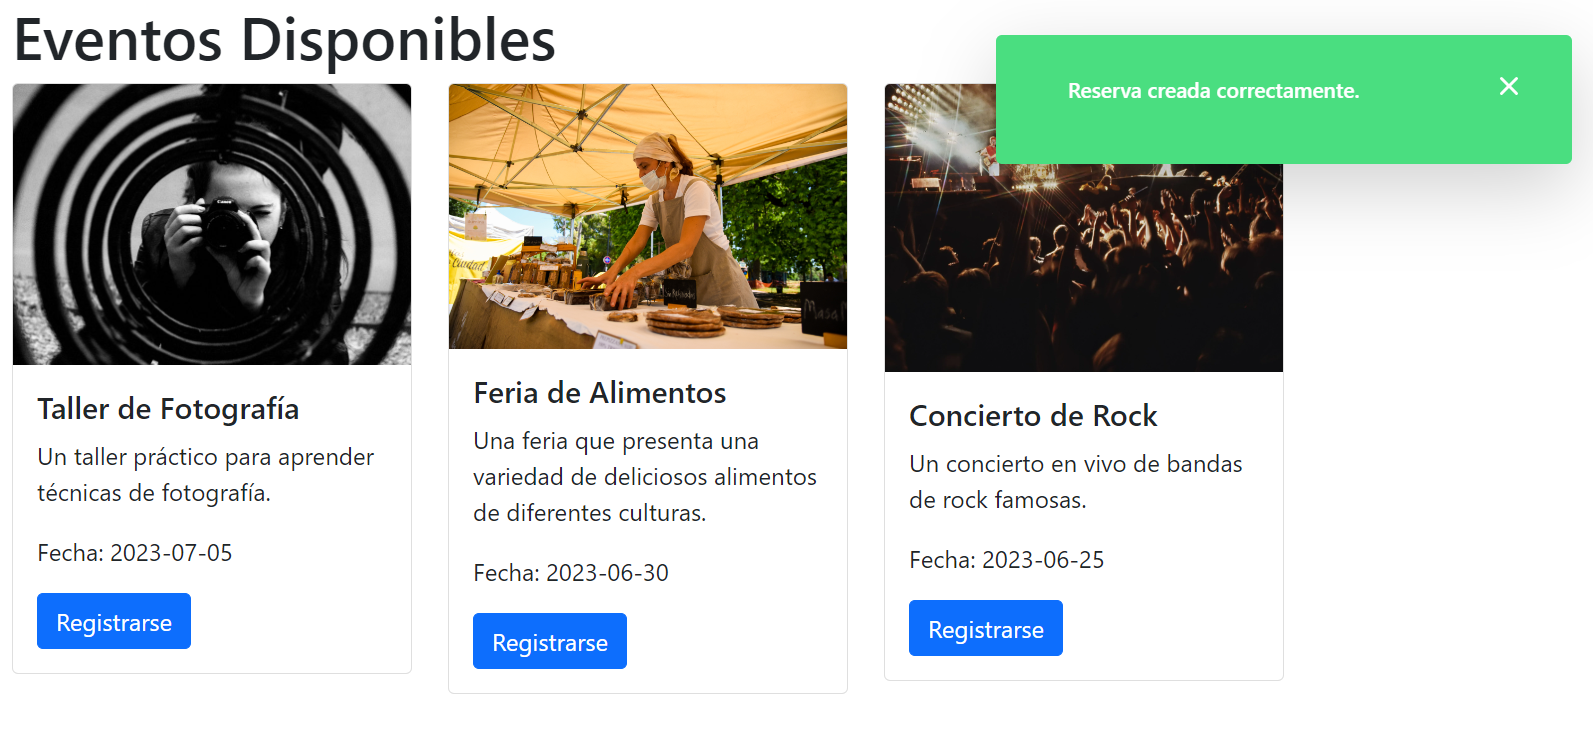 Eventos Disponibles
Reserva creada correctamente.
Canon
Ciudad
Taller de Fotografía
Un taller práctico para aprender
técnicas de fotografía.
Fecha: 2023-07-05
Registrarse
Feria de Alimentos
Una feria que presenta una
variedad de deliciosos alimentos
de diferentes culturas.
Fecha: 2023-06-30
Registrarse
Concierto de Rock
Un concierto en vivo de bandas
de rock famosas.
Fecha: 2023-06-25
Registrarse